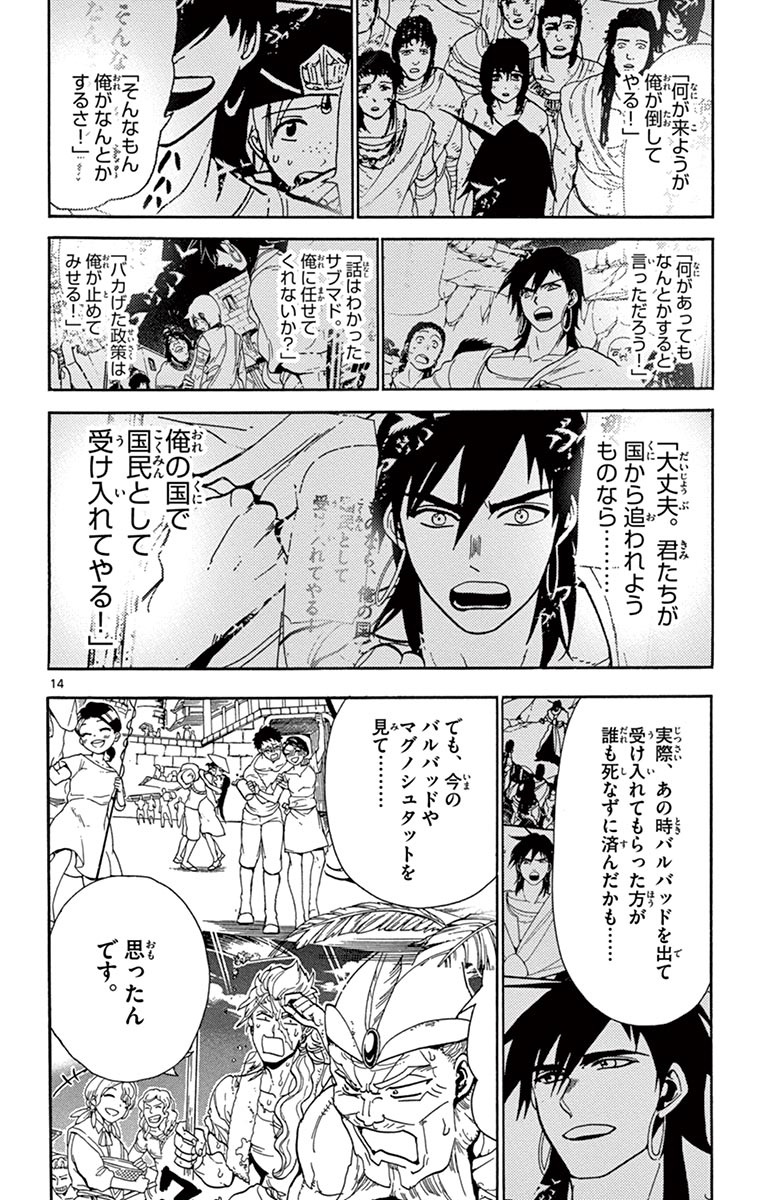 「何が来ようが
俺が倒して
やる!」
「そんなもん
俺がなんとか
するさ!」
「何があっても
なんとかすると
言っただろう!」
「話はわかった
サブマド。
俺に任せて
くれないか?」
「バカげた政策は
俺が止めて
みせる!」
「大丈夫。君たちが
国から追われよう
ものなら………
俺の国で
国民として
受け入れてやる!」
14
実際、あの時バルバッドを出て
受け入れてもらった方が
誰も死なずに済んだかも……
でも、今の
バルバッドや
マグノシュタットを
見て………
思ったん
です。